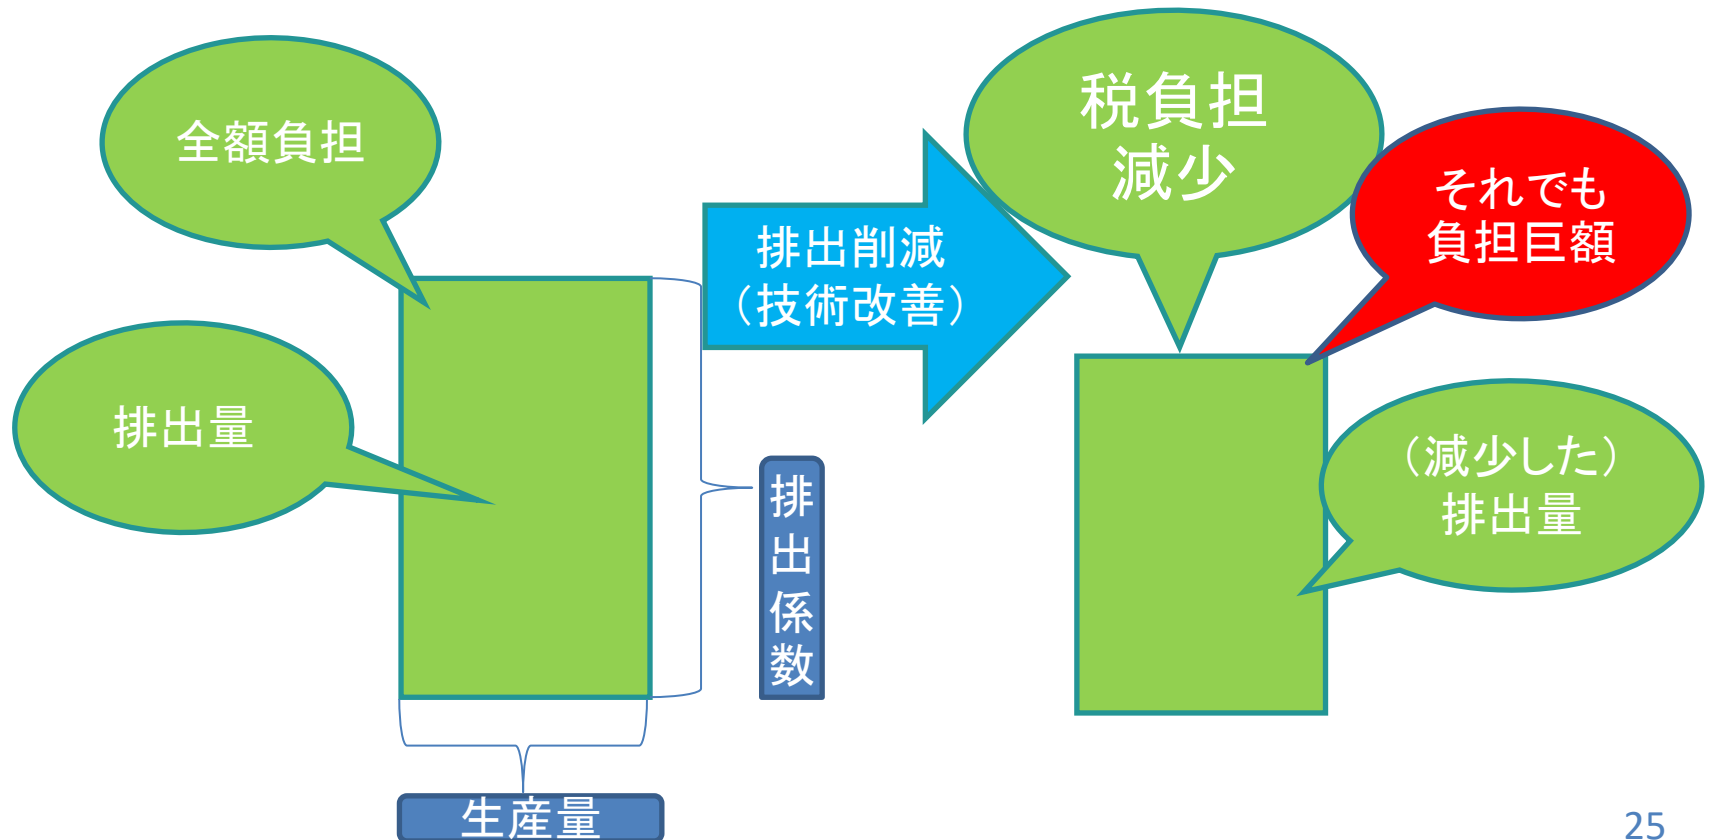 全額負担
排出量
排出係数
生産量
排出削減
（技術改善）
税負担
減少
それでも
負担巨額
（減少した）
排出量
25